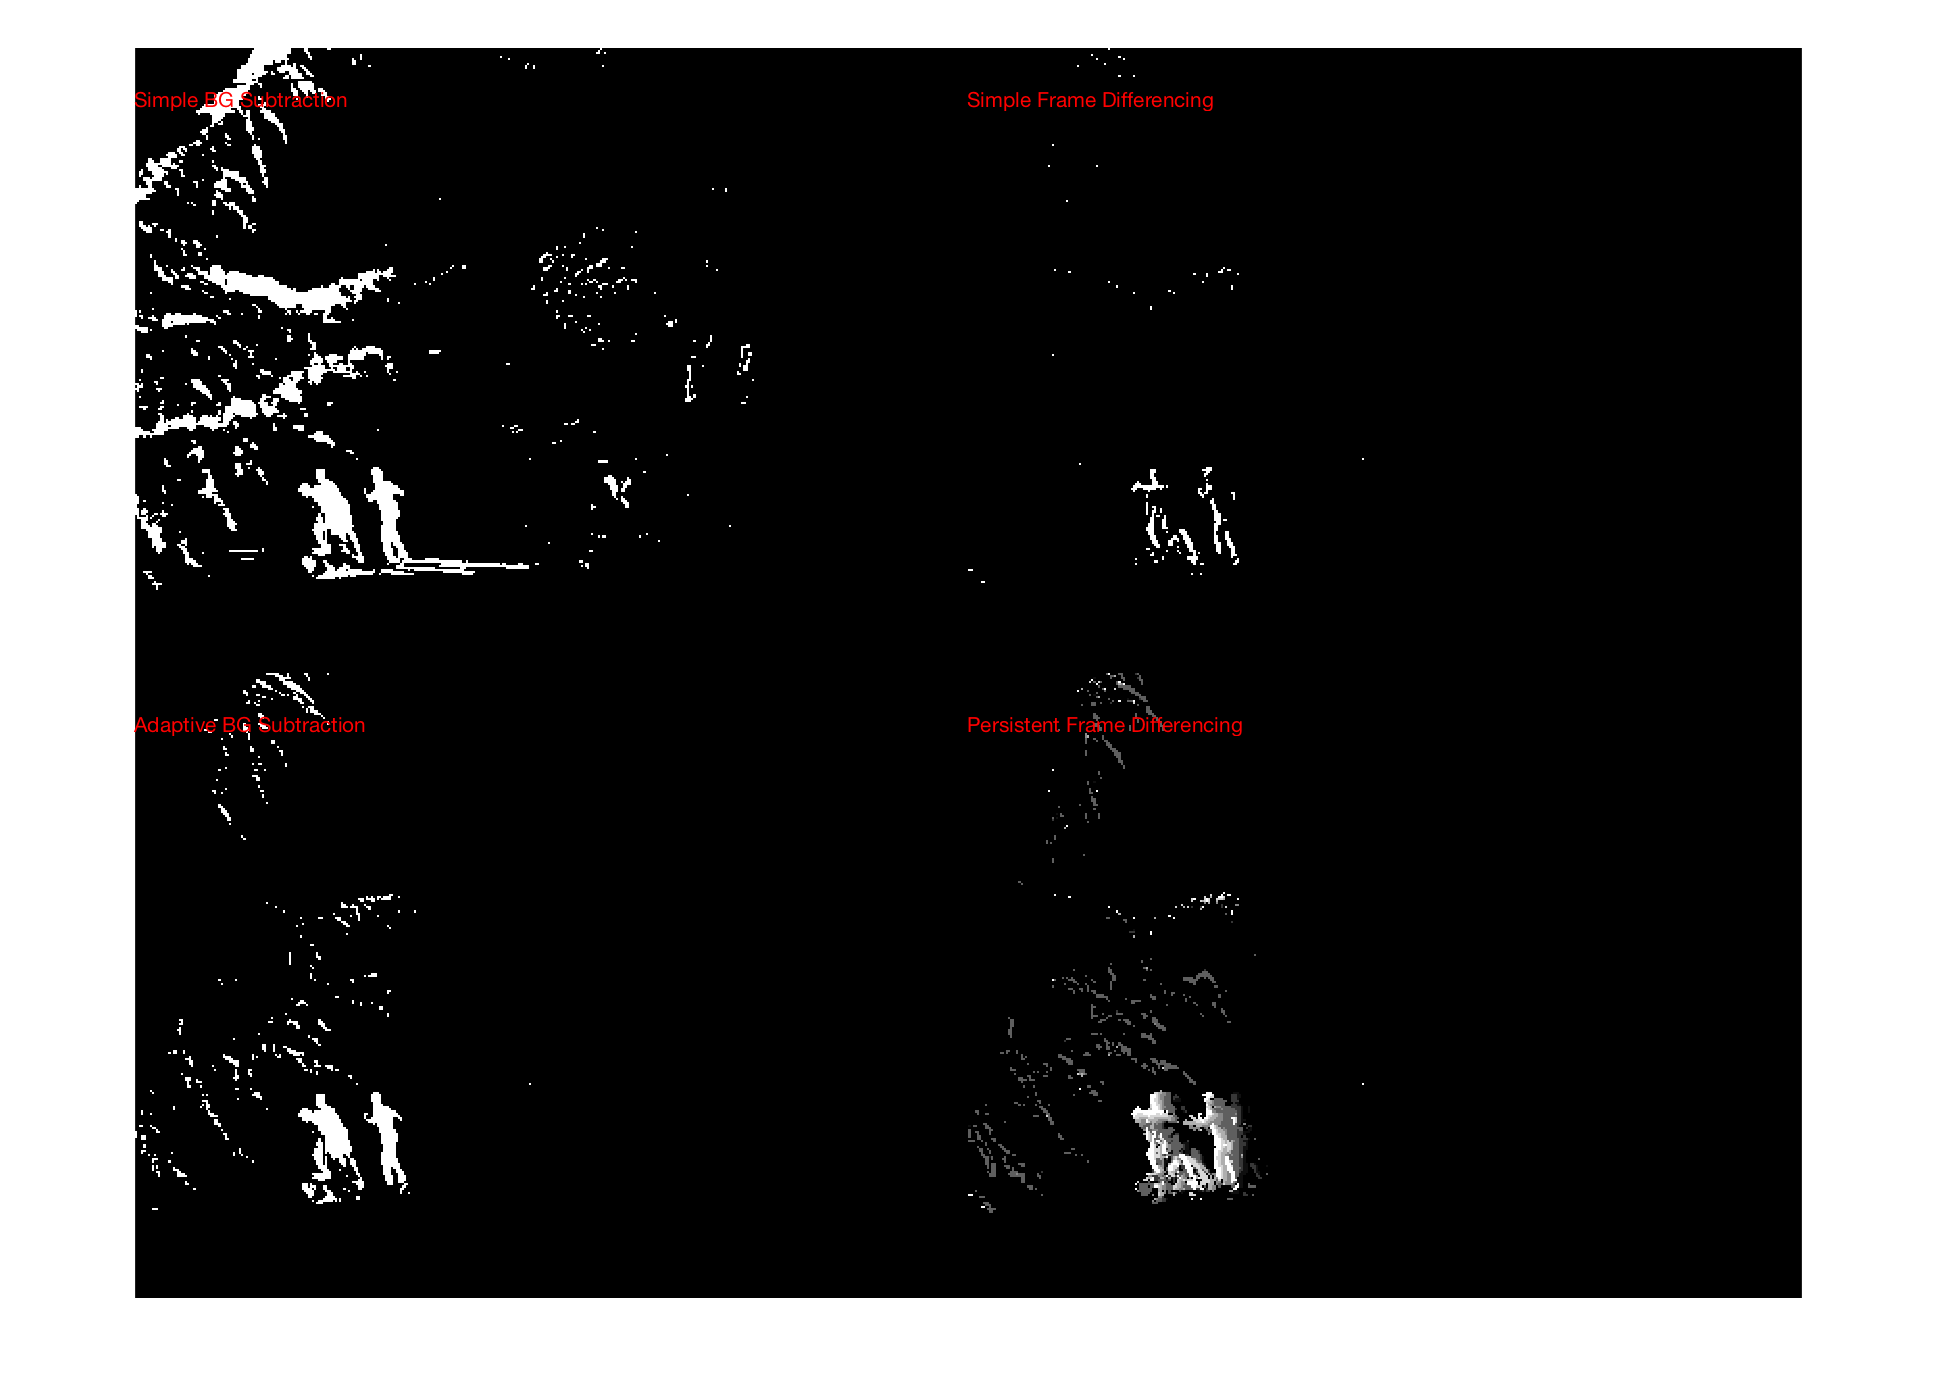 Simple BG Subtraction
Simple Frame Differencing
Adaptive BG Subtraction
Persistent Frame Differencing